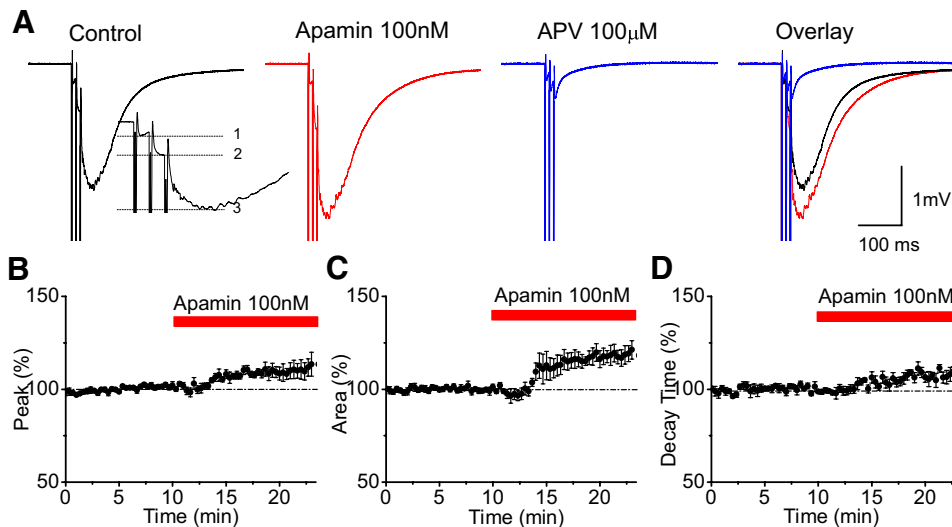 A
Control
Apamin 100nM
APV 100μM
Overlay
1
2
3
1mV
100 ms
B
Apamin 100nM
Peak (%)
150
100
50
0 5 10 15 20
Time (min)
C
Apamin 100nM
Area (%)
150
100
50
0 5 10 15 20
Time (min)
D
Apamin 100nM
Decay Time (%)
150
100
50
0 5 10 15 20
Time (min)